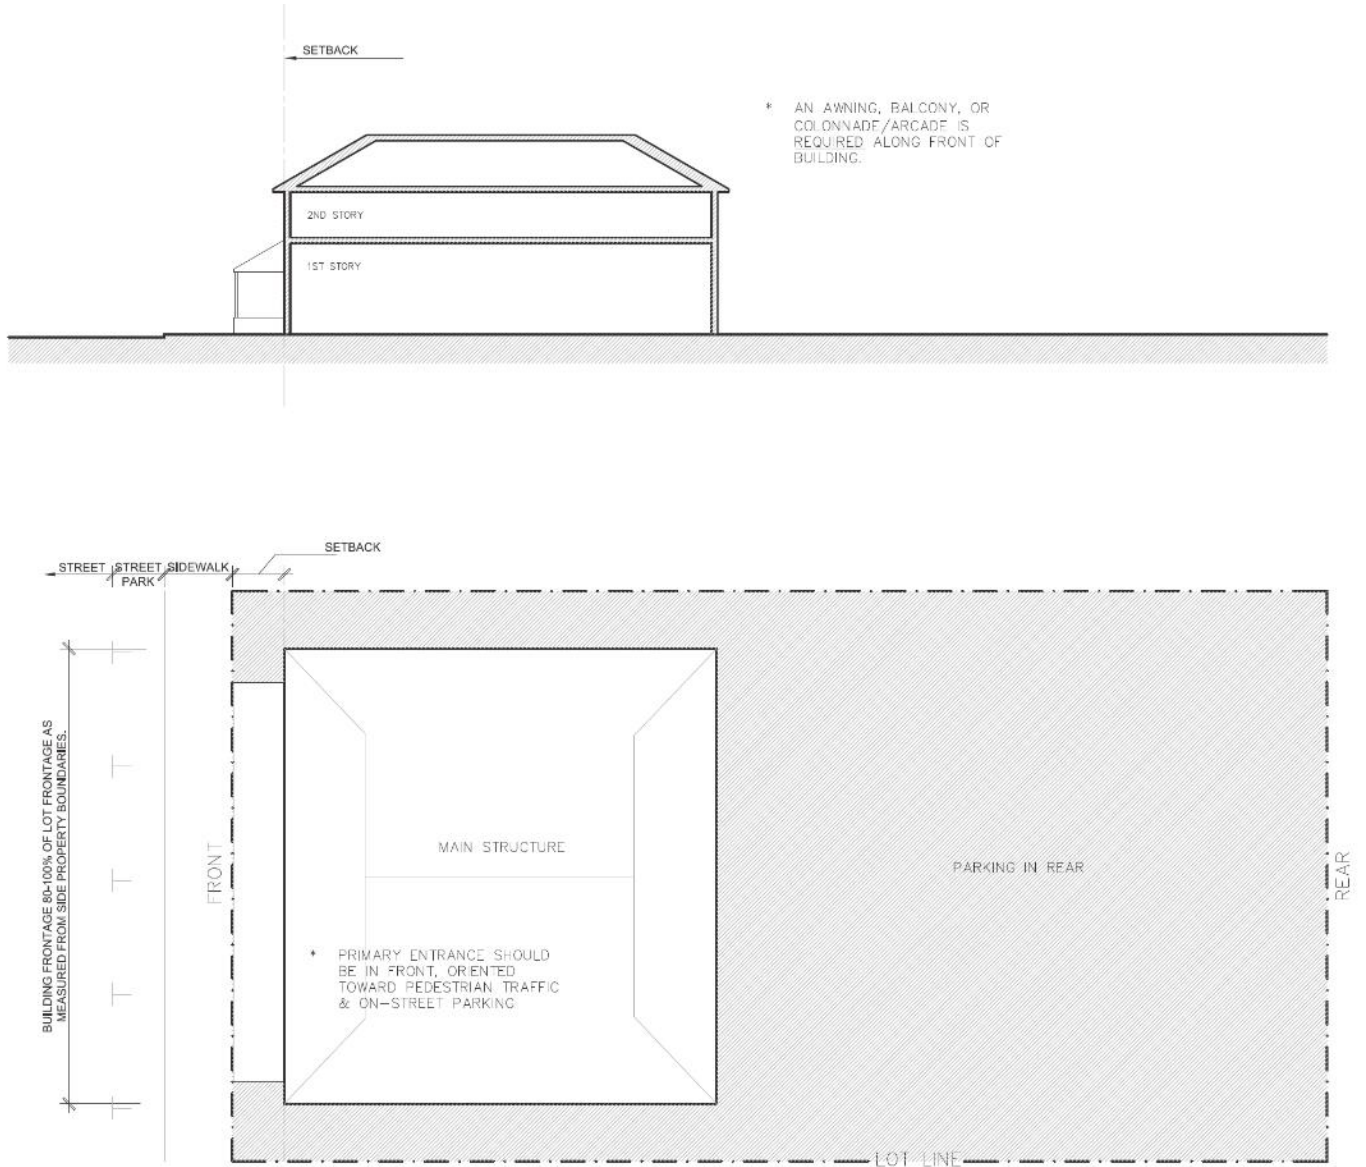 SETBACK
* AN AWNING, BALCONY, OR
COLONNADE/ARCADE IS
REQUIRED ALONG FRONT OF
BUILDING.
2ND STORY
1ST STORY
SETBACK
STREET
STREET
PARK
SIDEWALK
BUILDING FRONTAGE 80-100% OF LOT FRONTAGE AS
MEASURED FROM SIDE PROPERTY BOUNDARIES.
FRONT
MAIN STRUCTURE
* PRIMARY ENTRANCE SHOULD
BE IN FRONT, ORIENTED
TOWARD PEDESTRIAN TRAFFIC
& ON-STREET PARKING
PARKING IN REAR
REAR
LOT LINE